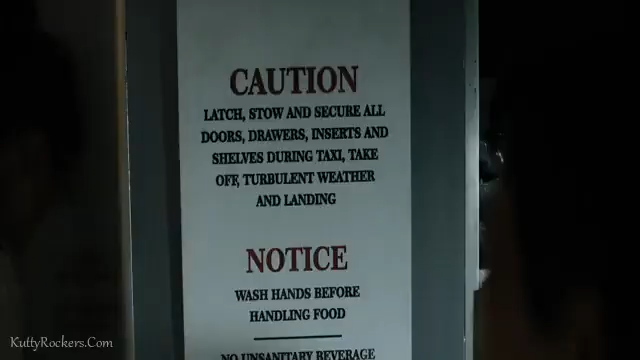 CAUTION
LATCH, STOW AND SECURE ALL
DOORS, DRAWERS, INSERTS AND
SHELVES DURING TAXI, TAKE
OFF, TURBULENT WEATHER
AND LANDING
NOTICE
WASH HANDS BEFORE
HANDLING FOOD
NO UNSANITARY BEVERAGE
KuttyRockers.Com